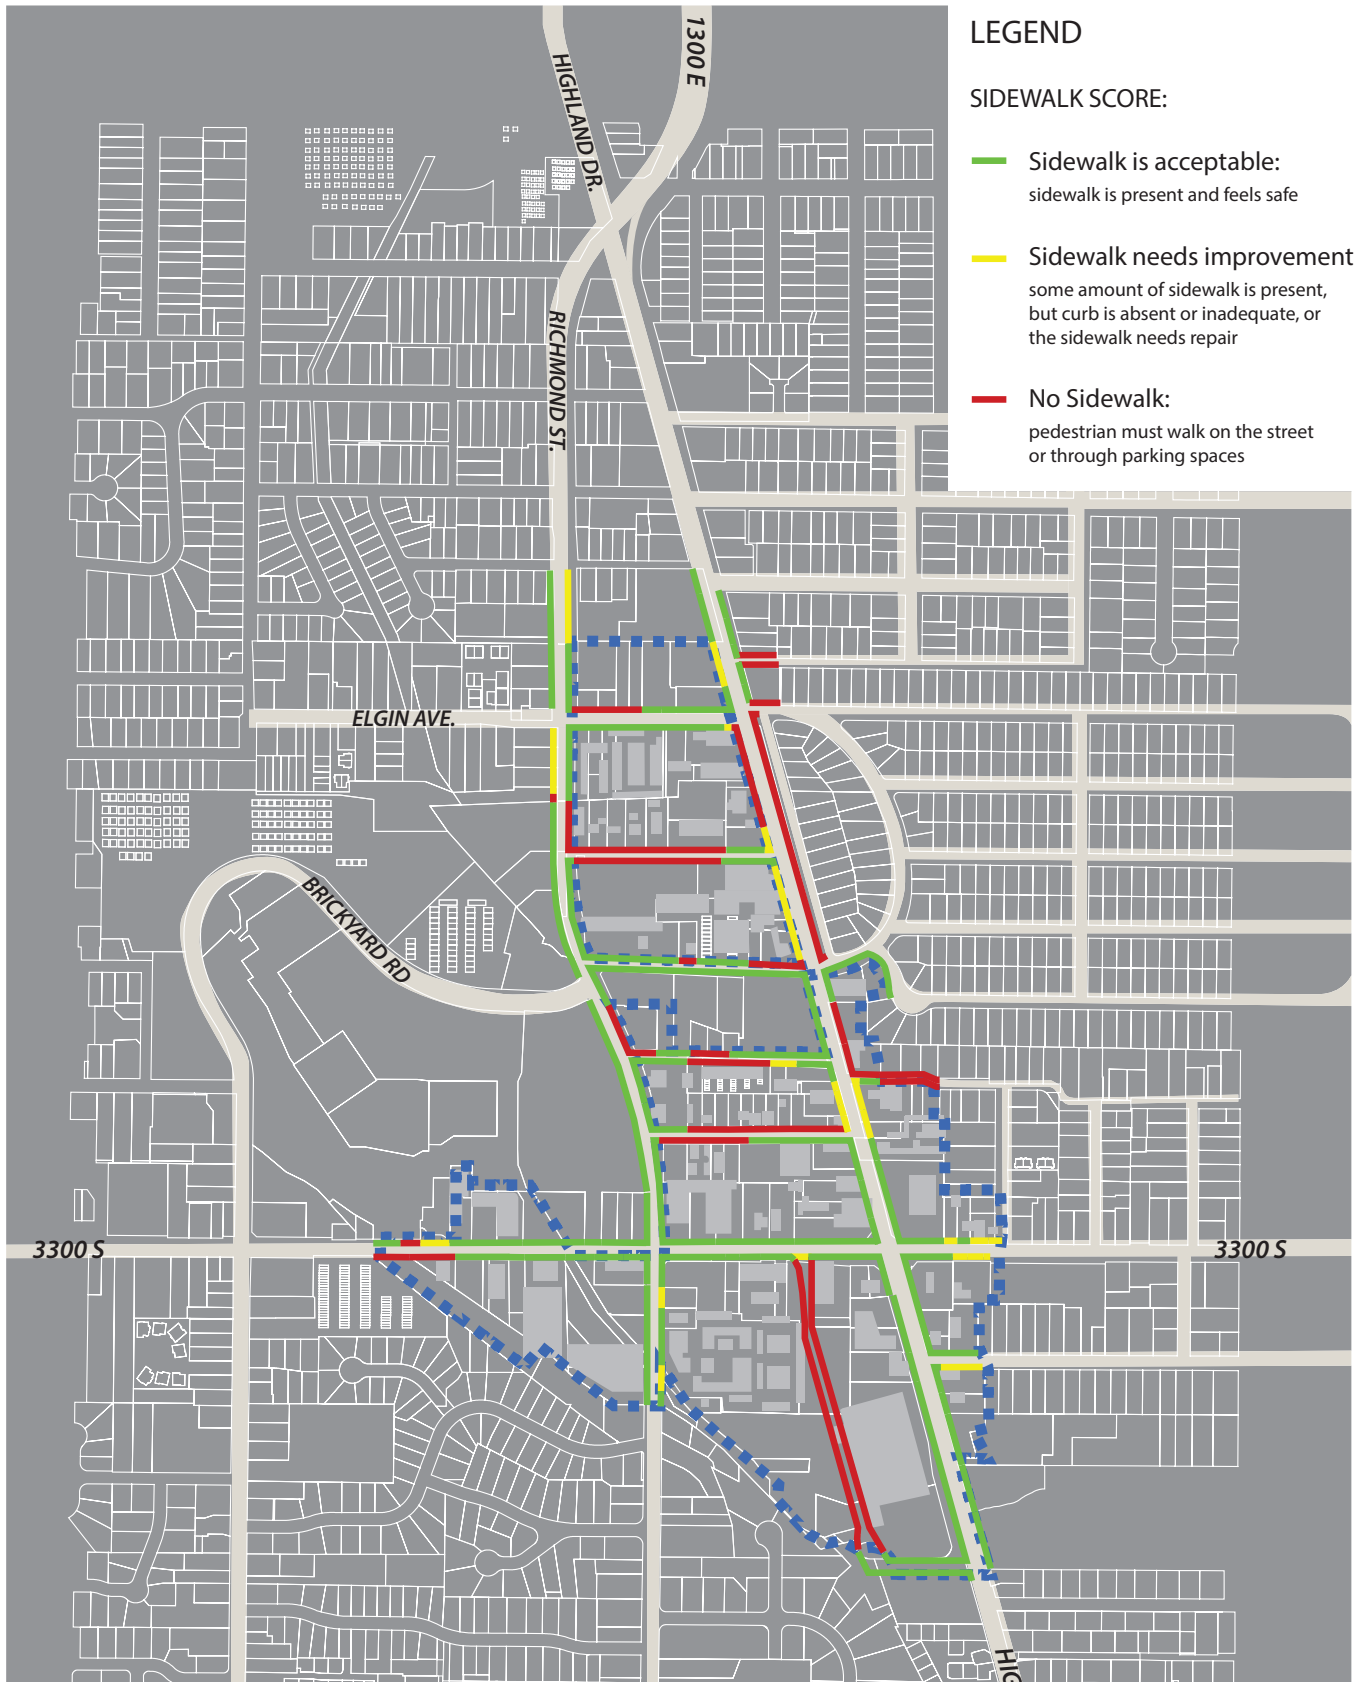 LEGEND
SIDEWALK SCORE:
Sidewalk is acceptable:
sidewalk is present and feels safe
Sidewalk needs improvement
some amount of sidewalk is present,
but curb is absent or inadequate, or
the sidewalk needs repair
No Sidewalk:
pedestrian must walk on the street
or through parking spaces
1300 E
HIGHLAND DR.
RICHMOND ST.
ELGIN AVE.
BRICKYARD RD
3300 S
3300 S